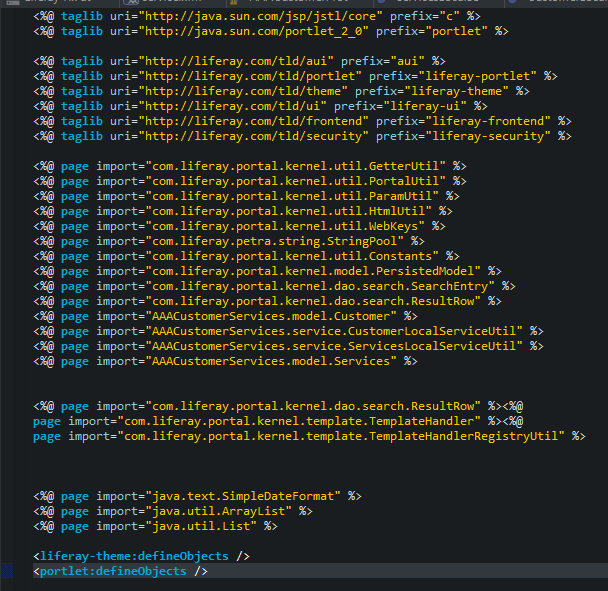 <%@ taglib uri="http://java.sun.com/jsp/jstl/core" prefix="c" %>
<%@ taglib uri="http://java.sun.com/portlet_2_0" prefix="portlet" %>
<%@ taglib uri="http://liferay.com/tld/aui" prefix="aui" %>
<%@ taglib uri="http://liferay.com/tld/portlet" prefix="liferay-portlet" %>
<%@ taglib uri="http://liferay.com/tld/theme" prefix="liferay-theme" %>
<%@ taglib uri="http://liferay.com/tld/ui" prefix="liferay-ui" %>
<%@ taglib uri="http://liferay.com/tld/frontend" prefix="liferay-frontend" %>
<%@ taglib uri="http://liferay.com/tld/security" prefix="liferay-security" %>
<%@ page import="com.liferay.portal.kernel.util.GetterUtil" %>
<%@ page import="com.liferay.portal.kernel.util.PortalUtil" %>
<%@ page import="com.liferay.portal.kernel.util.ParamUtil" %>
<%@ page import="com.liferay.portal.kernel.util.HtmlUtil" %>
<%@ page import="com.liferay.portal.kernel.util.WebKeys" %>
<%@ page import="com.liferay.petra.string.StringPool" %>
<%@ page import="com.liferay.portal.kernel.util.Constants" %>
<%@ page import="com.liferay.portal.kernel.model.PersistedModel" %>
<%@ page import="com.liferay.portal.kernel.dao.search.SearchEntry" %>
<%@ page import="com.liferay.portal.kernel.dao.search.ResultRow" %>
<%@ page import="AAACustomerServices.model.Customer" %>
<%@ page import="AAACustomerServices.service.CustomerLocalServiceUtil" %>
<%@ page import="AAACustomerServices.service.ServicesLocalServiceUtil" %>
<%@ page import="AAACustomerServices.model.Services" %>
<%@ page import="com.liferay.portal.kernel.dao.search.ResultRow" %><%@
page import="com.liferay.portal.kernel.template.TemplateHandler" %><%@
page import="com.liferay.portal.kernel.template.TemplateHandlerRegistryUtil" %>
<%@ page import="java.text.SimpleDateFormat" %>
<%@ page import="java.util.ArrayList" %>
<%@ page import="java.util.List" %>
<liferay-theme:defineObjects />
<portlet:defineObjects />